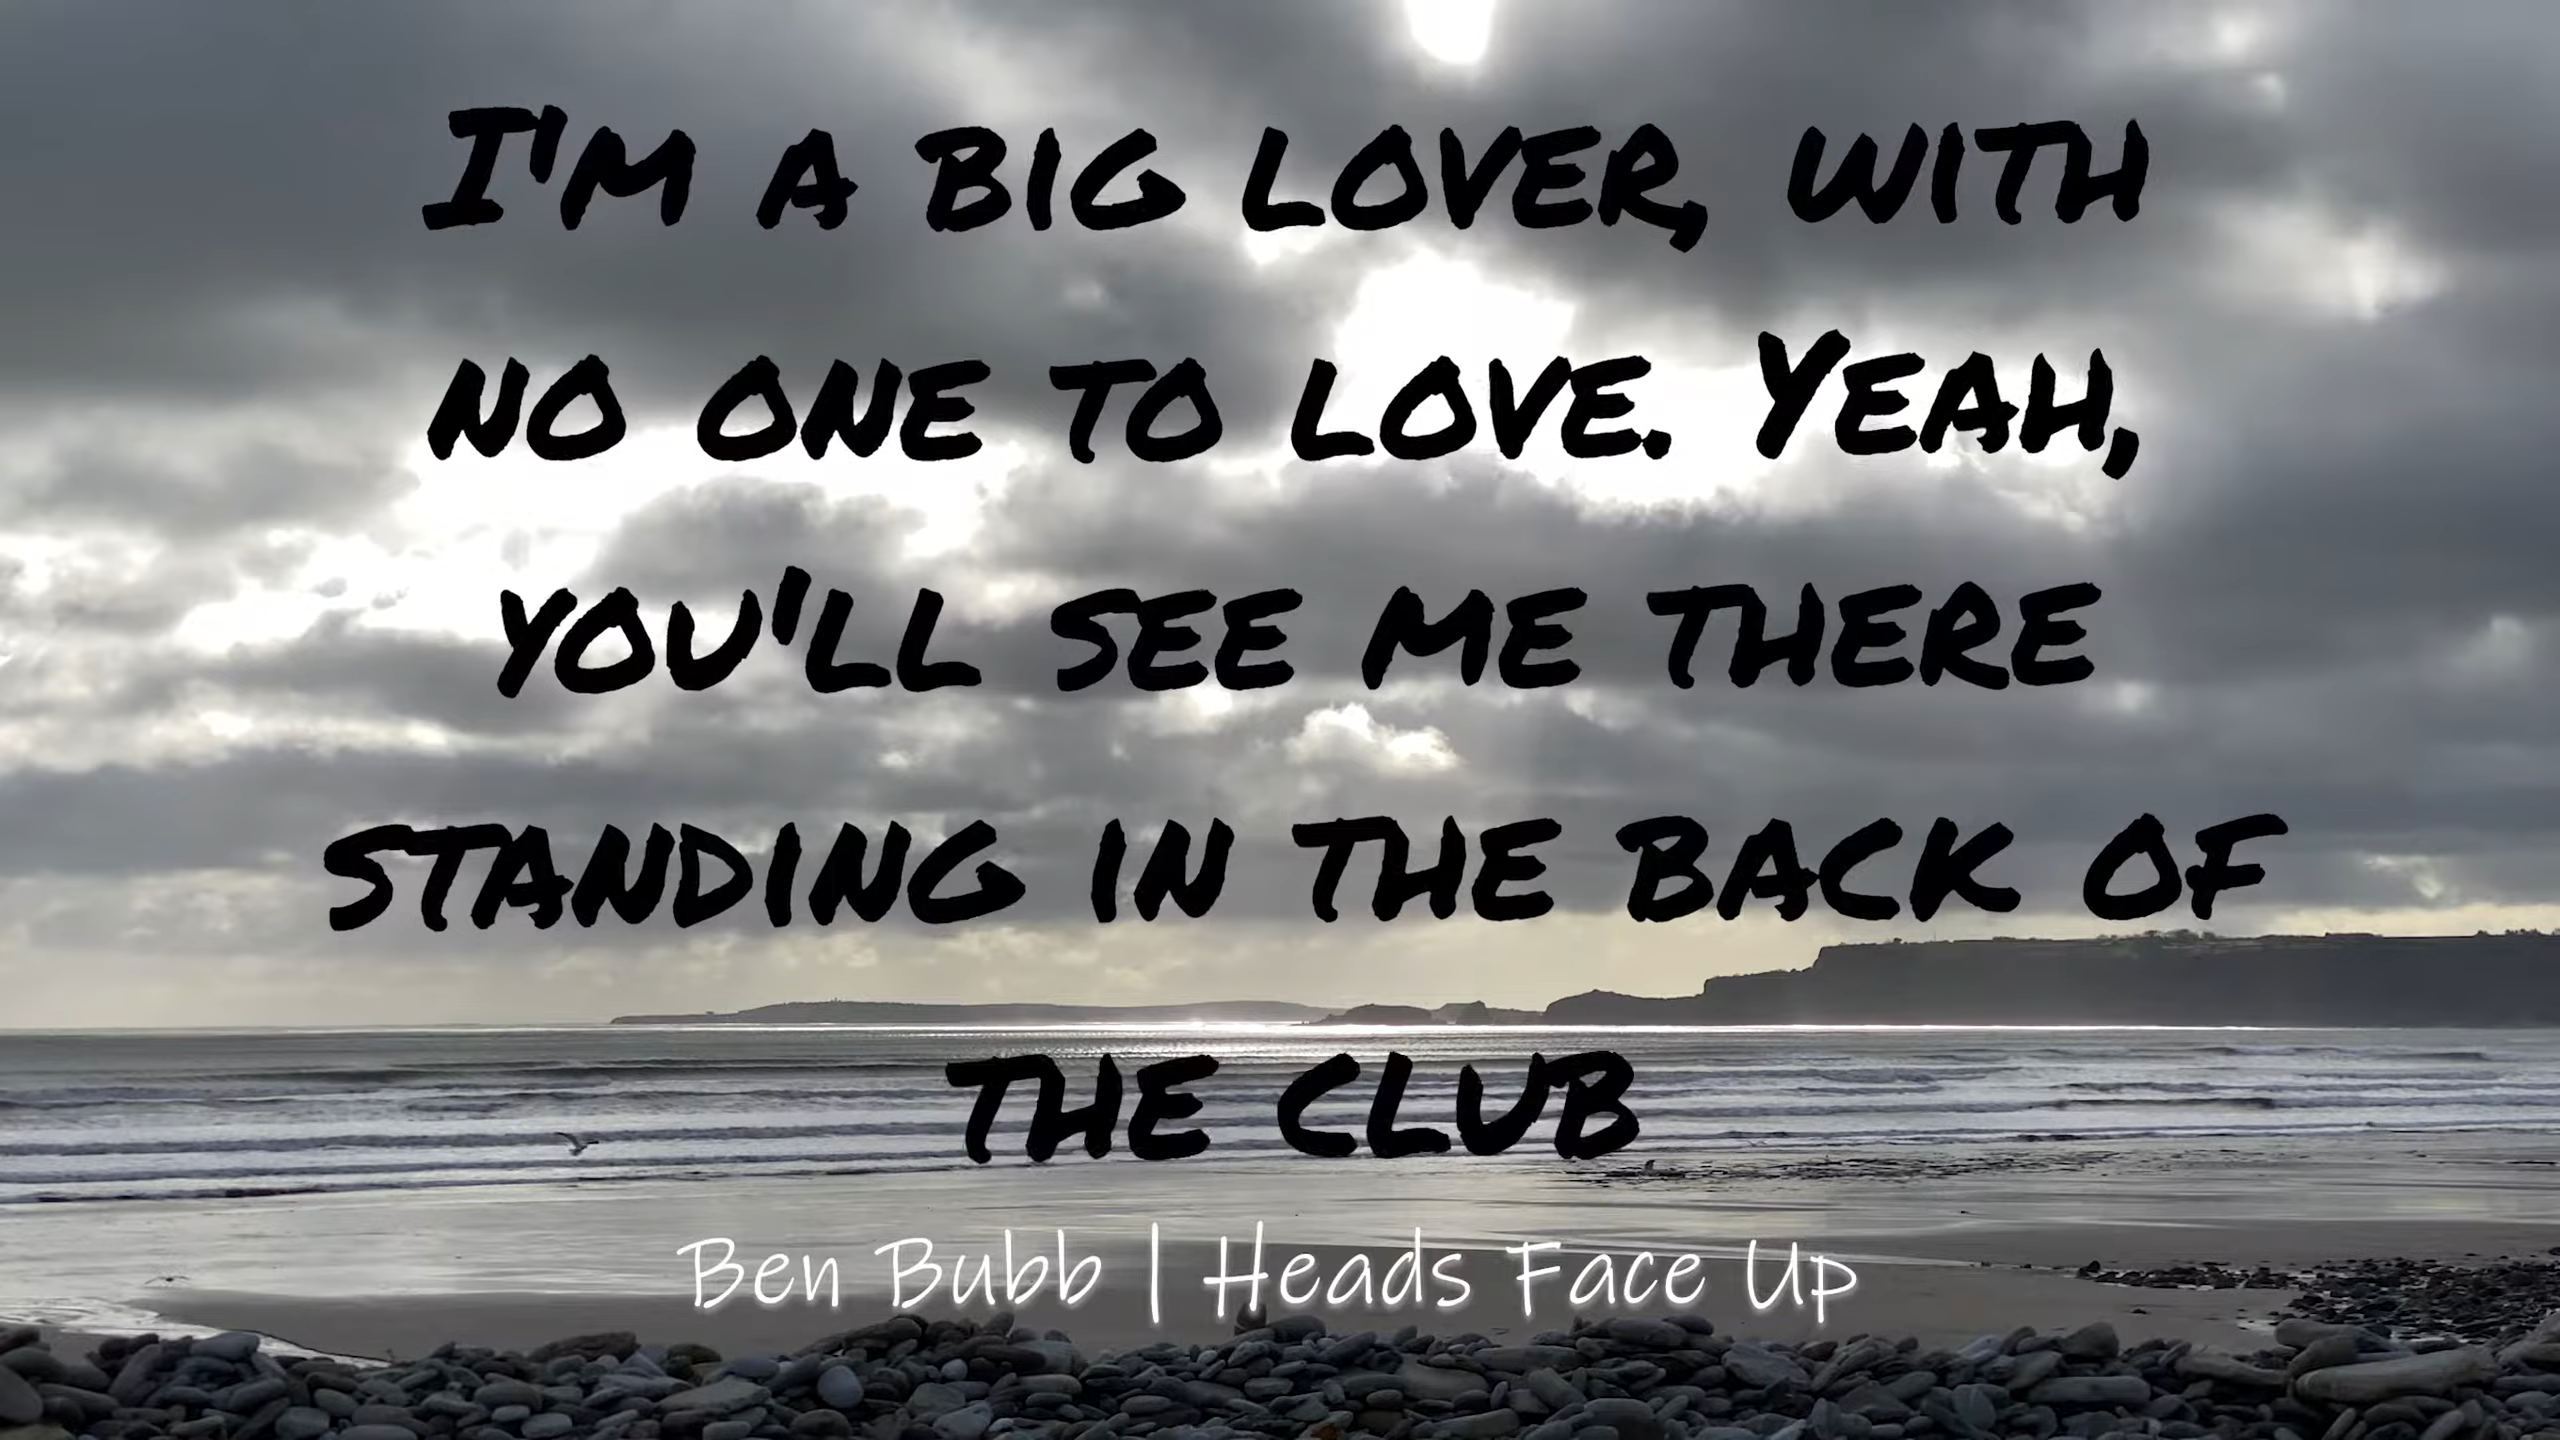 I'm a big lover, with
no one to love. Yeah,
you'll see me there
standing in the back of
the club
Ben Bubb | Heads Face Up